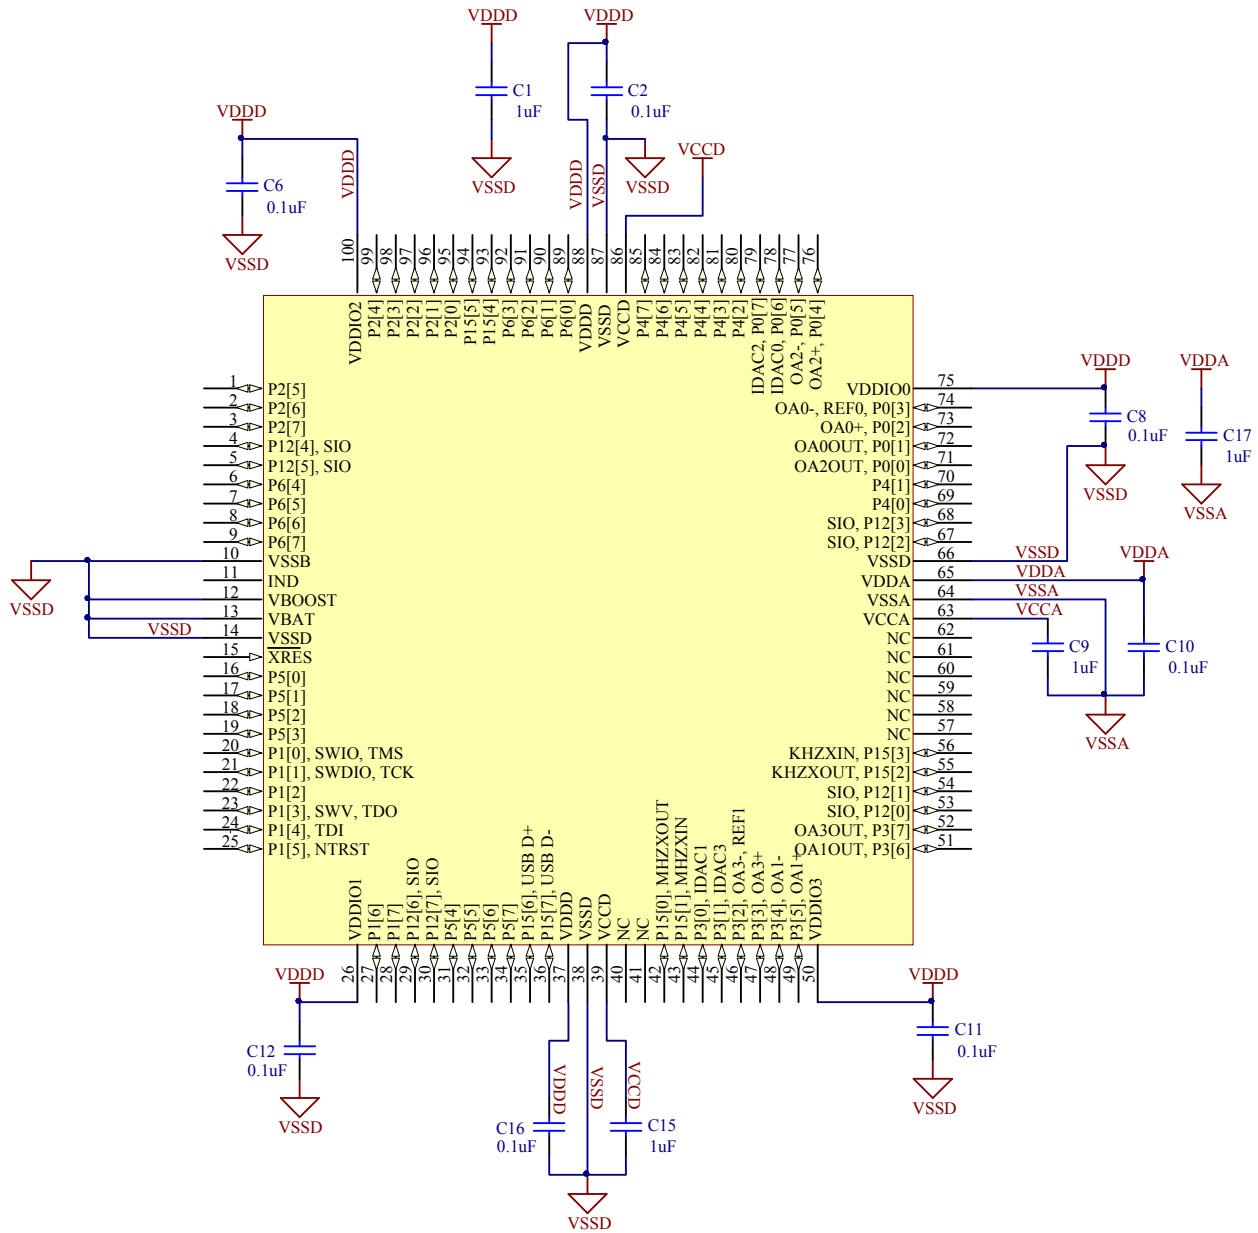 VDDD
VDDD
C1
1uF
C2
0.1uF
VDDD
VCCD
VSSD
VSSD
C6
0.1uF
VSSD
VDDD
VDDD
VSSD
100
99
98
97
96
95
94
93
92
91
90
89
88
87
86
85
84
83
82
81
80
79
78
77
76
VDDIO2
P2[4]
P2[3]
P2[2]
P2[1]
P2[0]
P15[5]
P15[4]
P6[3]
P6[2]
P6[1]
P6[0]
VDDD
VSSD
VCCD
P4[7]
P4[6]
P4[5]
P4[4]
P4[3]
P4[2]
IDAC2, P0[7]
IDAC0, P0[6]
OA2-, P0[5]
OA2+, P0[4]
1 P2[5]
2 P2[6]
3 P2[7]
4 P12[4], SIO
5 P12[5], SIO
6 P6[4]
7 P6[5]
8 P6[6]
9 P6[7]
10 VSSB
11 IND
12 VBOOST
13 VBAT
VSSD 14 VSSD
15 XRES
16 P5[0]
17 P5[1]
18 P5[2]
19 P5[3]
20 P1[0], SWIO, TMS
21 P1[1], SWDIO, TCK
22 P1[2]
23 P1[3], SWV, TDO
24 P1[4], TDI
25 P1[5], NTRST
VSSD
VDDIO0 75
OA0-, REF0, P0[3] 74
OA0+, P0[2] 73
OA0OUT, P0[1] 72
OA2OUT, P0[0] 71
P4[1] 70
P4[0] 69
SIO, P12[3] 68
SIO, P12[2] 67
VSSD 66 VSSD
VDDA 65 VDDA
VSSA 64 VSSA
VCCA 63 VCCA
NC 62
NC 61
NC 60
NC 59
NC 58
NC 57
KHZXIN, P15[3] 56
KHZXOUT, P15[2] 55
SIO, P12[1] 54
SIO, P12[0] 53
OA3OUT, P3[7] 52
OA1OUT, P3[6] 51
VDDD
VDDA
C8
0.1uF
C17
1uF
VSSD
VSSA
VDDA
C9
1uF
C10
0.1uF
VSSA
VDDIO1
P1[6]
P1[7]
P12[6], SIO
P12[7], SIO
P5[4]
P5[5]
P5[6]
P5[7]
P15[6], USB D+
P15[7], USB D-
VDDD
VSSD
VCCD
NC
NC
P15[0], MHZXOUT
P15[1], MHZXIN
P3[0], IDAC1
P3[1], IDAC3
P3[2], OA3-, REF1
P3[3], OA3+
P3[4], OA1-
P3[5], OA1+
VDDIO3
26
27
28
29
30
31
32
33
34
35
36
37
38
39
40
41
42
43
44
45
46
47
48
49
50
VDDD
C12
0.1uF
VSSD
VDDD
VSSD
VCCD
C16
0.1uF
C15
1uF
VSSD
VDDD
C11
0.1uF
VSSD